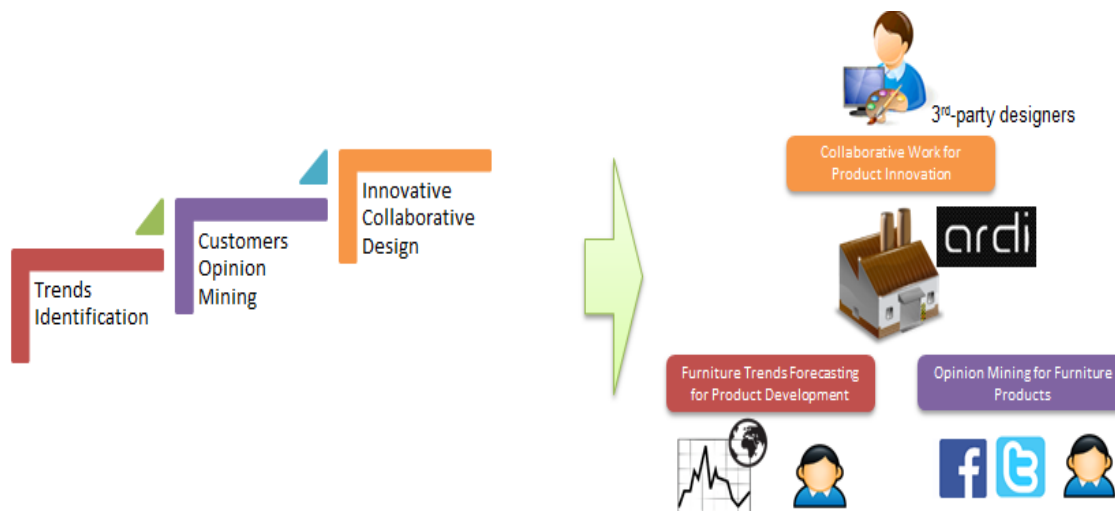 Trends
Identification
Customers
Opinion
Mining
Innovative
Collaborative
Design
3rd-party designers
Collaborative Work for
Product Innovation
ardi
Furniture Trends Forecasting
for Product Development
Opinion Mining for Furniture
Products